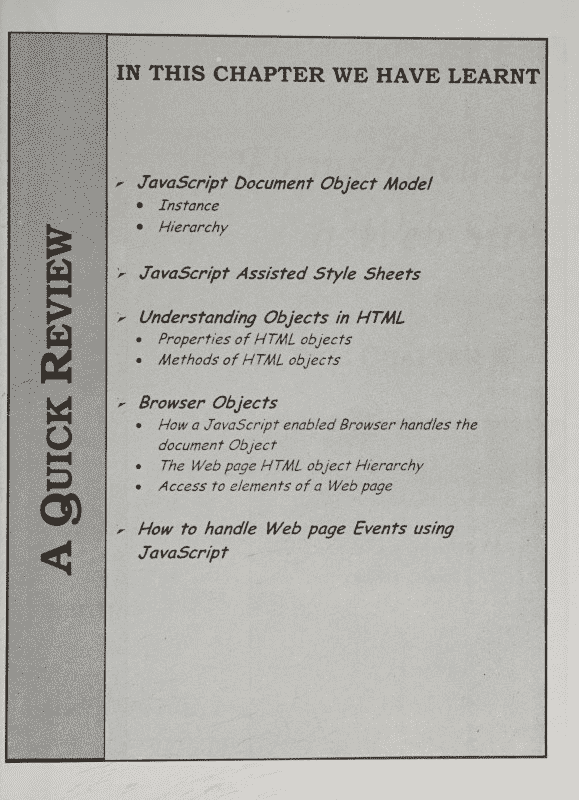 A QUICK REVIEW
IN THIS CHAPTER WE HAVE LEARNT
JavaScript Document Object Model
• Instance
• Hierarchy
JavaScript Assisted Style Sheets
Understanding Objects in HTML
• Properties of HTML objects
• Methods of HTML objects
Browser Objects
• How a JavaScript enabled Browser handles the
document Object
• The Web page HTML object Hierarchy
• Access to elements of a Web page
How to handle Web page Events using
JavaScript